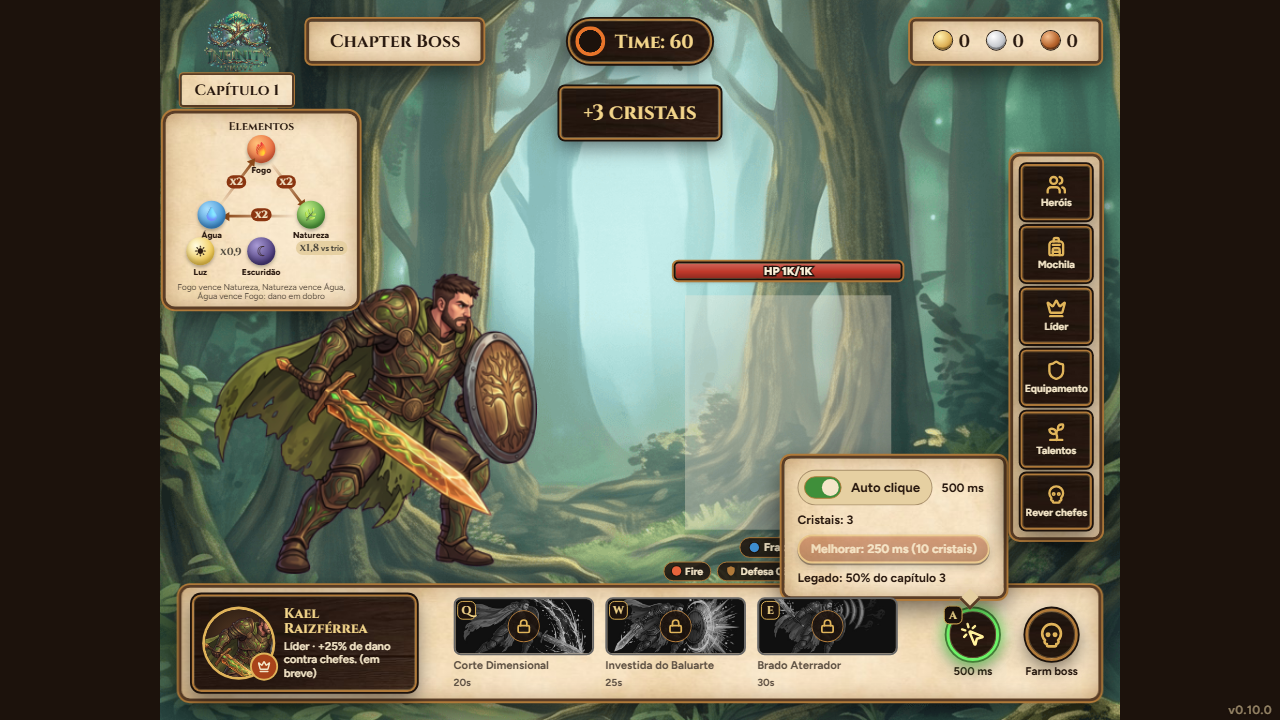 CHAPTER BOSS
TIME: 60
0 0 0
CAPÍTULO 1
+3 CRISTAIS
ELEMENTOS
Fogo
X2 X2
X2
Água
Natureza
X0,9
X1,8 vs trio
Luz
Escuridão
Fogo vence Natureza, Natureza vence Água,
Água vence Fogo: dano em dobro
HP 1K/1K
Heróis
Mochila
Líder
Equipamento
Talentos
Rever chefes
Auto clique 500 ms
Cristais: 3
Melhorar: 250 ms (10 cristais)
Legado: 50% do capítulo 3
Fire
Defesa
KAEL
RAIZFÉRREA
Líder · +25% de dano
contra chefes. (em
breve)
Q
Corte Dimensional
20s
W
Investida do Baluarte
25s
E
Brado Aterrador
30s
A
500 ms
Farm boss
v0.10.0